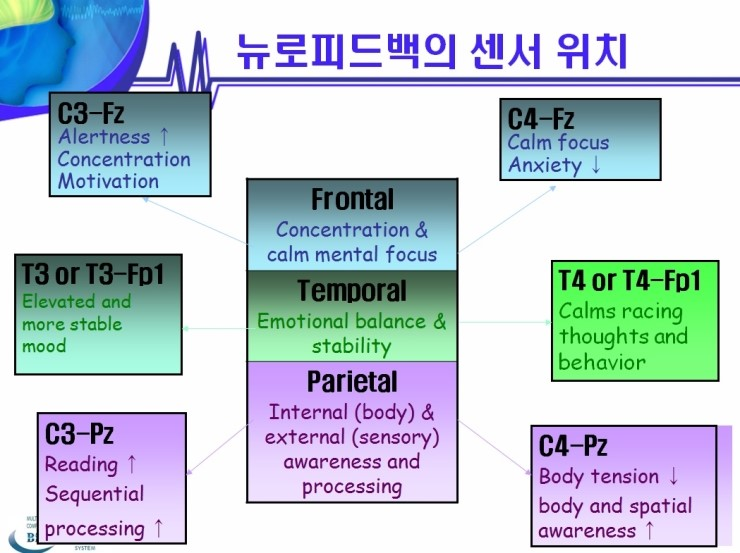 뉴로피드백의 센서 위치
C3-Fz
Alertness ↑
Concentration
Motivation
C4-Fz
Calm focus
Anxiety ↓
Frontal
Concentration &
calm mental focus
T3 or T3-Fp1
Elevated and
more stable
mood
Temporal
Emotional balance &
stability
T4 or T4-Fp1
Calms racing
thoughts and
behavior
Parietal
Internal (body) &
external (sensory)
awareness and
processing
C3-Pz
Reading ↑
Sequential
processing ↑
C4-Pz
Body tension ↓
body and spatial
awareness ↑
SYSTEM